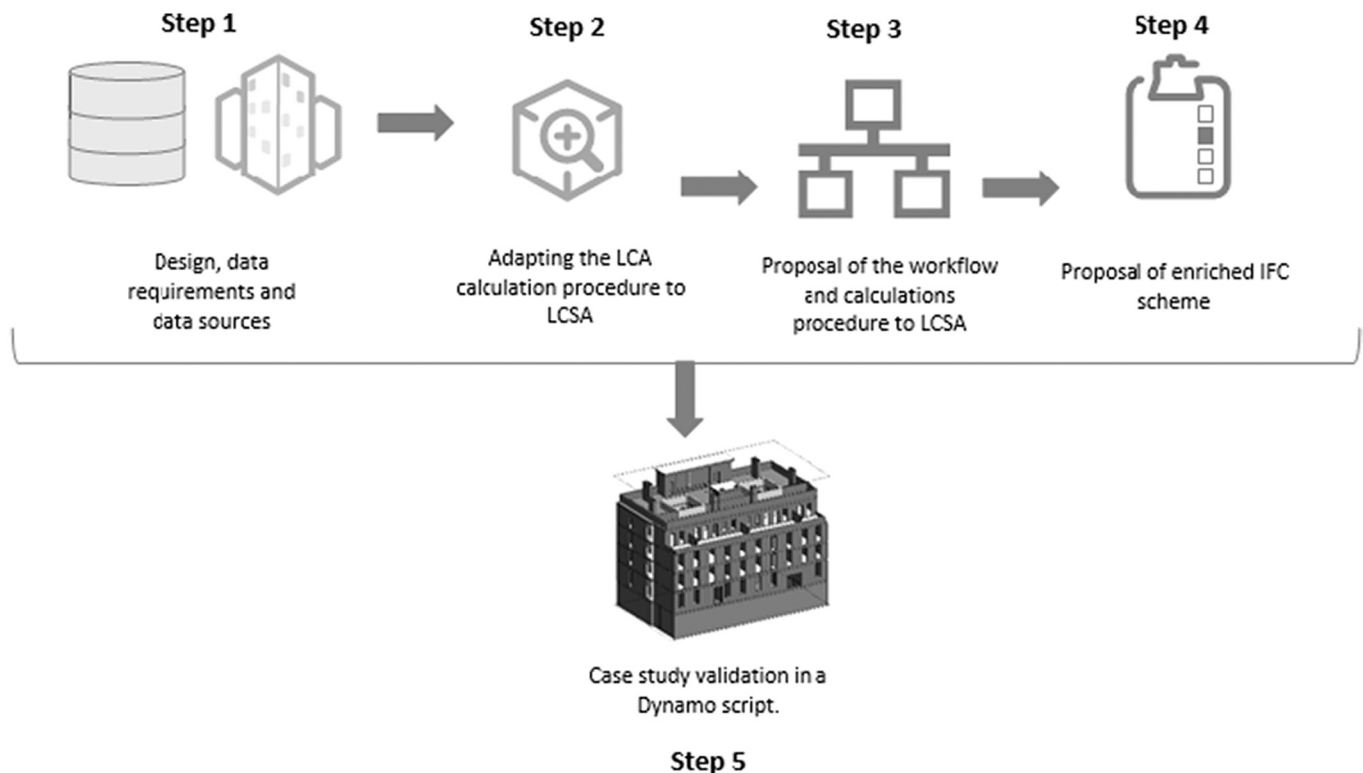 Step 1
Step 2
Step 3
Step 4
Design, data
requirements and
data sources
Adapting the LCA
calculation procedure to
LCSA
Proposal of the workflow
and calculations
procedure to LCSA
Proposal of enriched IFC
scheme
Case study validation in a
Dynamo script.
Step 5